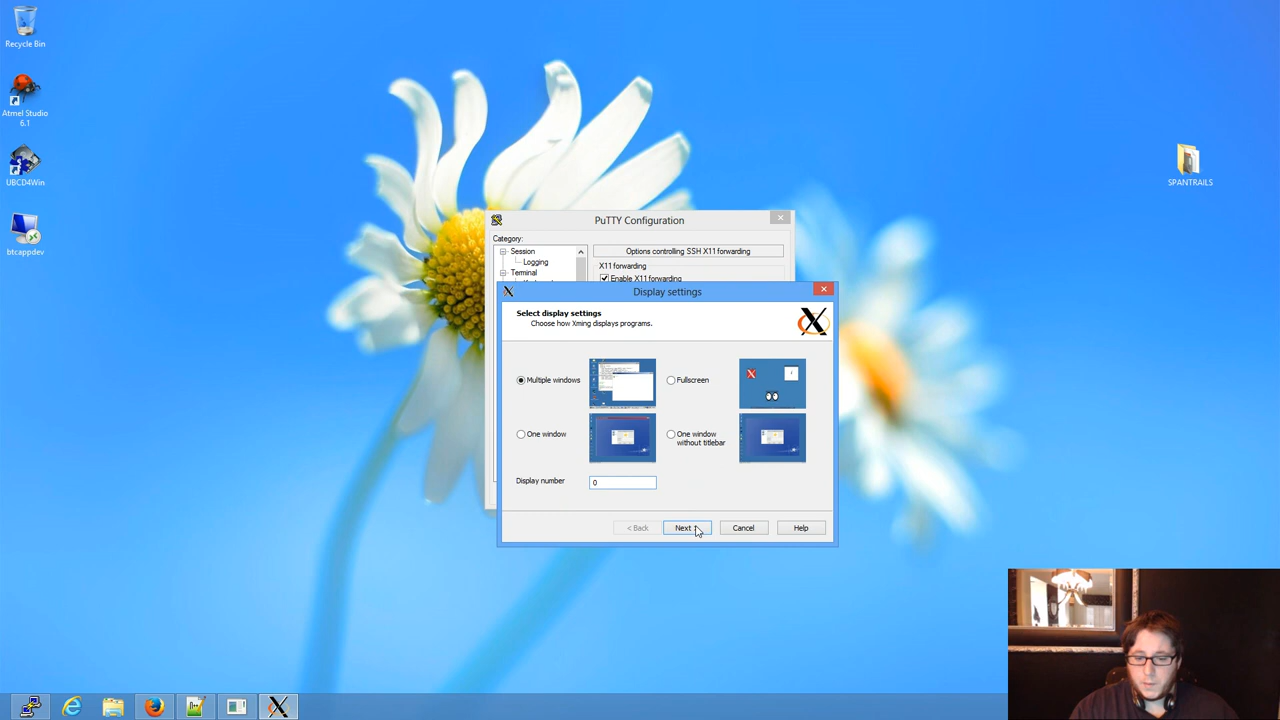 Recycle Bin
Atmel Studio
6.1
UBCD4Win
btcappdev
SPANTRAILS
PuTTY Configuration
Category:
Session
Logging
Terminal
Options controlling SSH X11 forwarding
X11 forwarding
Enable X11 forwarding
Display settings
Select display settings
Choose how Xming displays programs.
Multiple windows
Fullscreen
One window
One window
without titlebar
Display number
0
< Back
Next
Cancel
Help